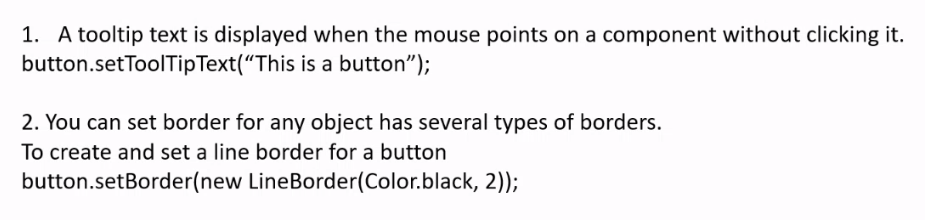 1. A tooltip text is displayed when the mouse points on a component without clicking it.
button.setToolTipText(“This is a button”);
2. You can set border for any object has several types of borders.
To create and set a line border for a button
button.setBorder(new LineBorder(Color.black, 2));